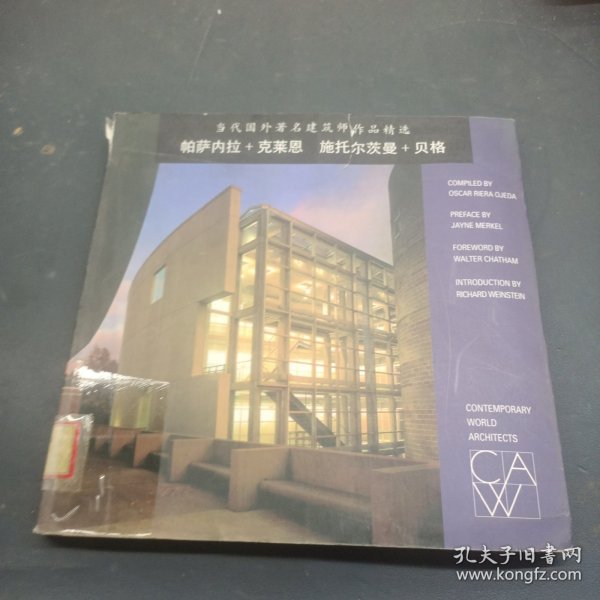 当代国外著名建筑师作品精选
帕萨内拉+克莱恩 施托尔茨曼+贝格
COMPILED BY
OSCAR RIERA OJEDA
PREFACE BY
JAYNE MERKEL
FOREWORD BY
WALTER CHATHAM
INTRODUCTION BY
RICHARD WEINSTEIN
CONTEMPORARY
WORLD
ARCHITECTS
CA
W
孔夫子旧书网
www.kongfz.com